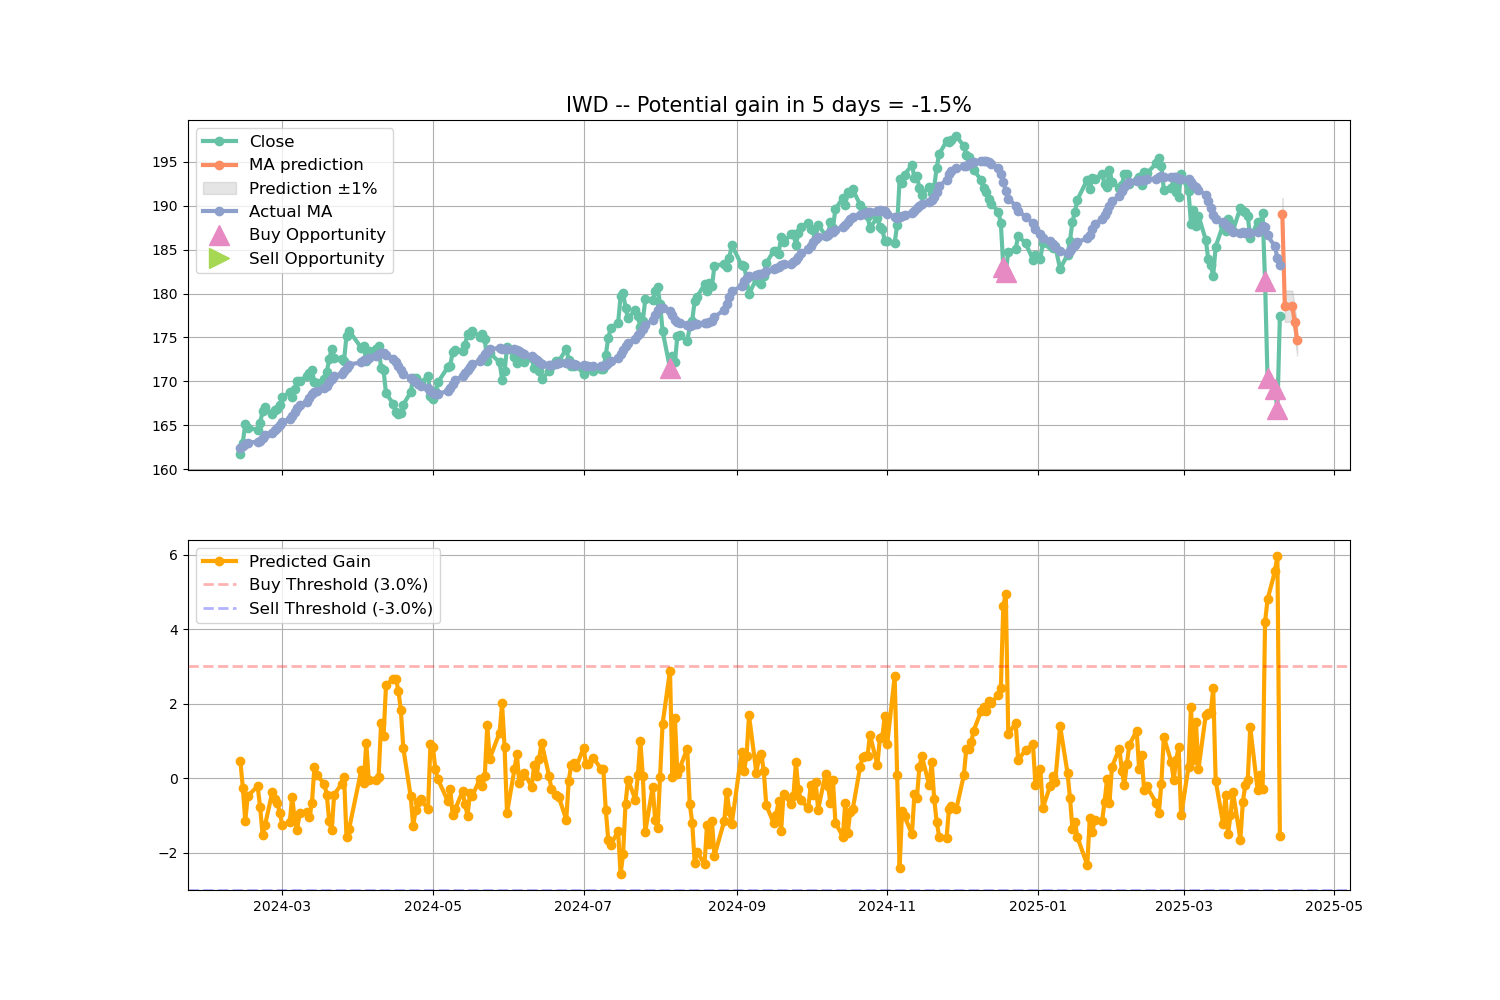 IWD -- Potential gain in 5 days = -1.5%
Close
MA prediction
Prediction ±1%
Actual MA
Buy Opportunity
Sell Opportunity
195
190
185
180
175
170
165
160
Predicted Gain
Buy Threshold (3.0%)
Sell Threshold (-3.0%)
6
4
2
0
−2
2024-03
2024-05
2024-07
2024-09
2024-11
2025-01
2025-03
2025-05